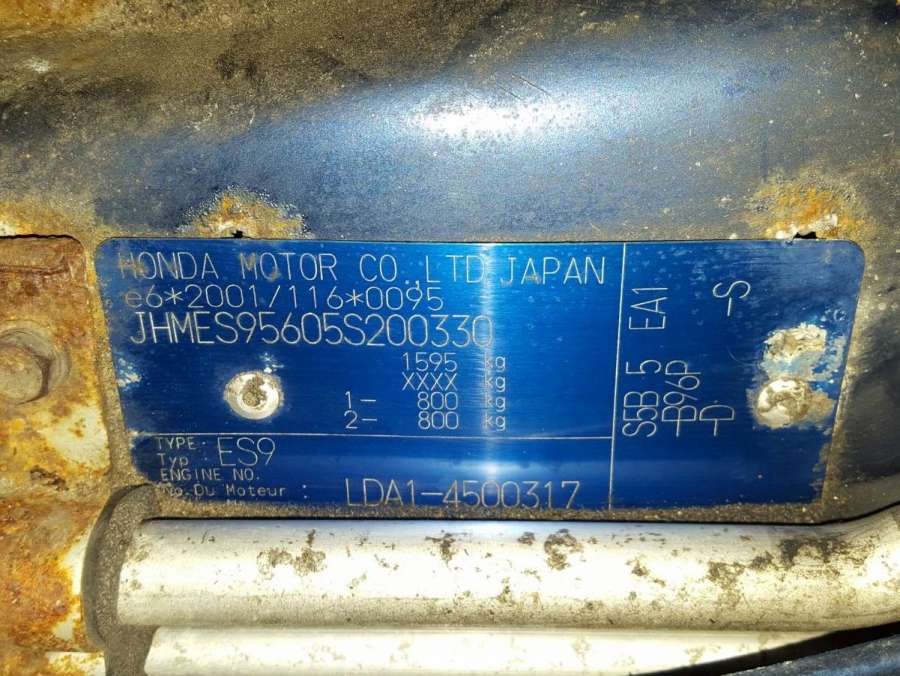 HONDA MOTOR CO.,LTD.JAPAN
e6*2001/116*0095
JHMES95605S200330
1595 kg
XXXX kg
1- 800 kg
2- 800 kg
TYPE:
Typ : ES9
ENGINE NO.
No.Du Moteur : LDA1-4500317
S5B 5 EA1
-B96P -S
-D